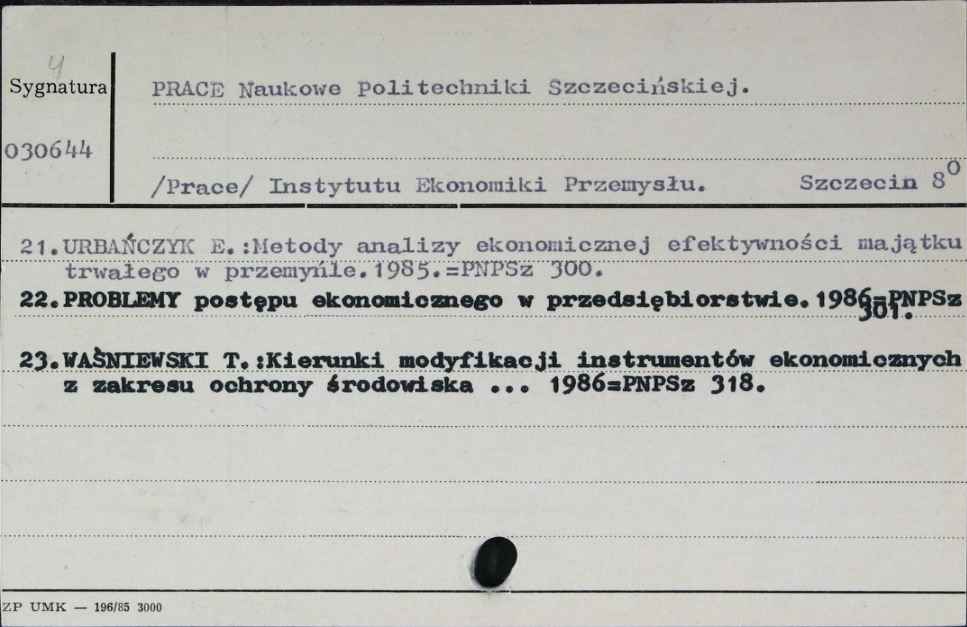 4
Sygnatura
PRACE Naukowe Politechniki Szczecińskiej.
030644
/Prace/ Instytutu Ekonomiki Przemysłu. Szczecin 8º
21.URBAŃCZYK E.:Metody analizy ekonomicznej efektywności majątku
trwałego w przemyńle.1985.=PNPSz 300.
22.PROBLEMY postępu ekonomicznego w przedsiębiorstwie.1986=PNPSz
301.
23.WAŚNIEWSKI T.:Kierunki modyfikacji instrumentów ekonomicznych
z zakresu ochrony środowiska ... 1986=PNPSz 318.
ZP UMK — 196/85 3000